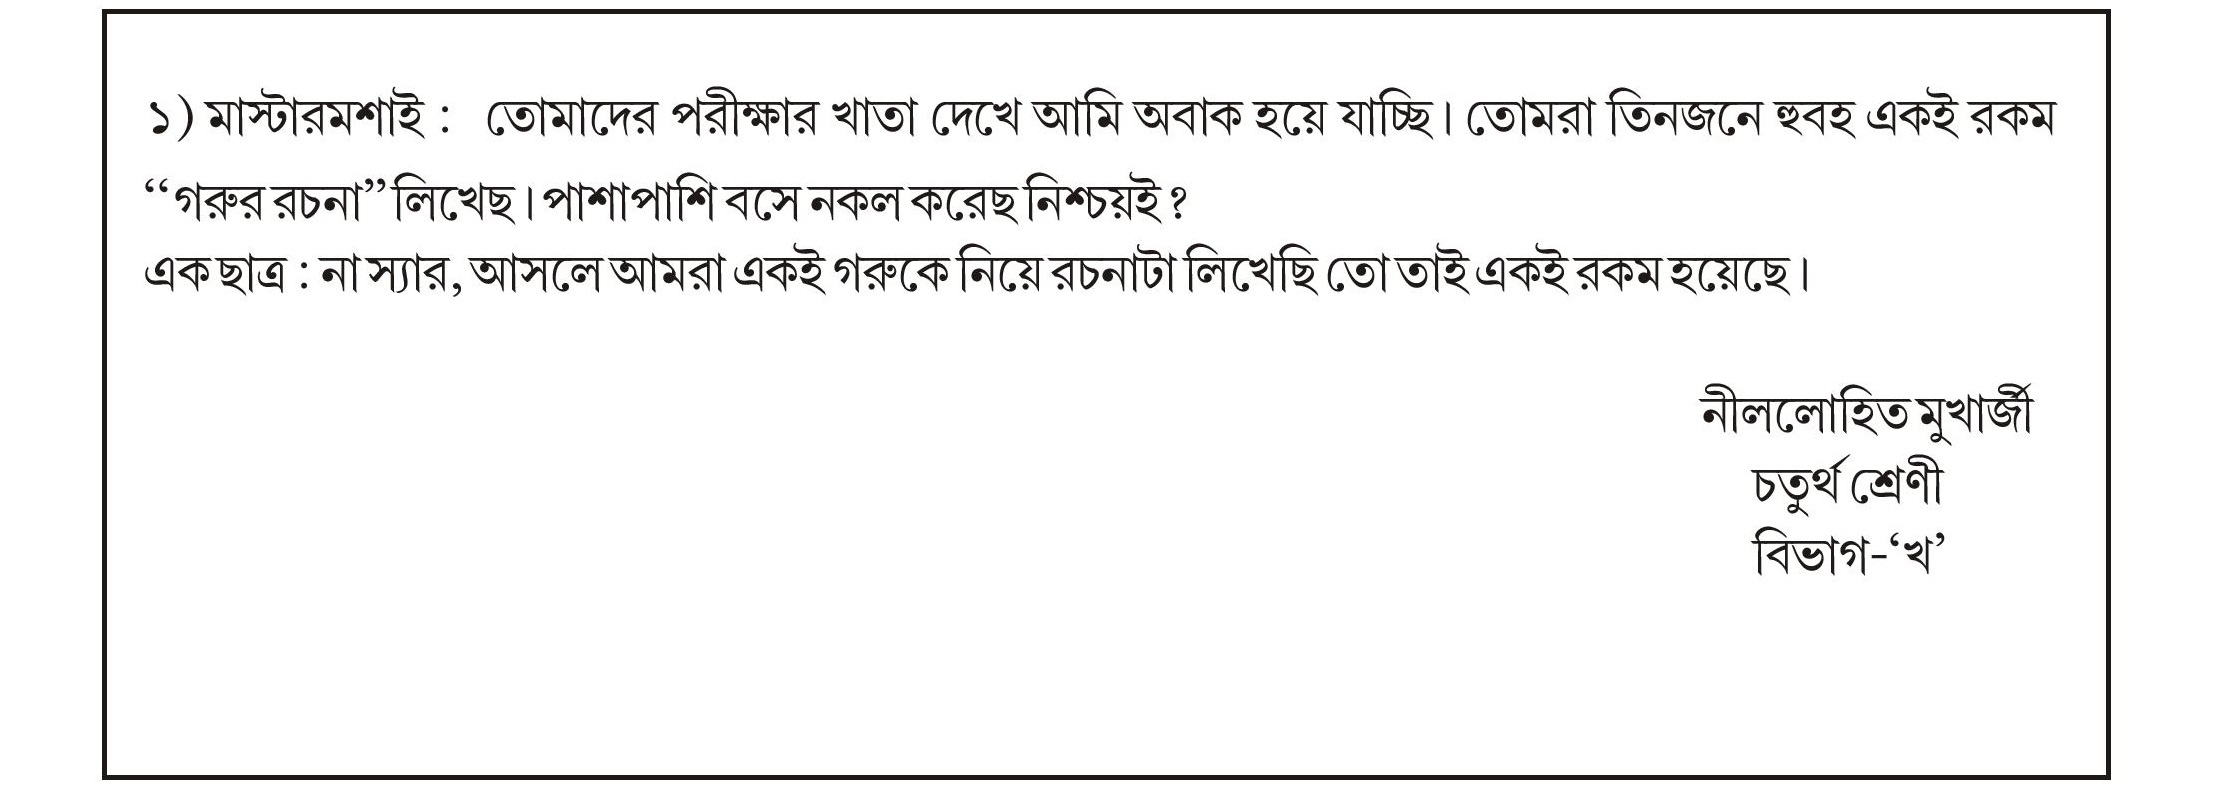 ১) মাস্টারমশাই : তোমাদের পরীক্ষার খাতা দেখে আমি অবাক হয়ে যাচ্ছি। তোমরা তিনজনে হুবহ একই রকম
“গরুর রচনা” লিখেছ। পাশাপাশি বসে নকল করেছ নিশ্চয়ই ?
এক ছাত্র : না স্যার, আসলে আমরা একই গরুকে নিয়ে রচনাটা লিখেছি তো তাই একই রকম হয়েছে।
নীললোহিত মুখার্জী
চতুর্থ শ্রেণী
বিভাগ-‘খ’